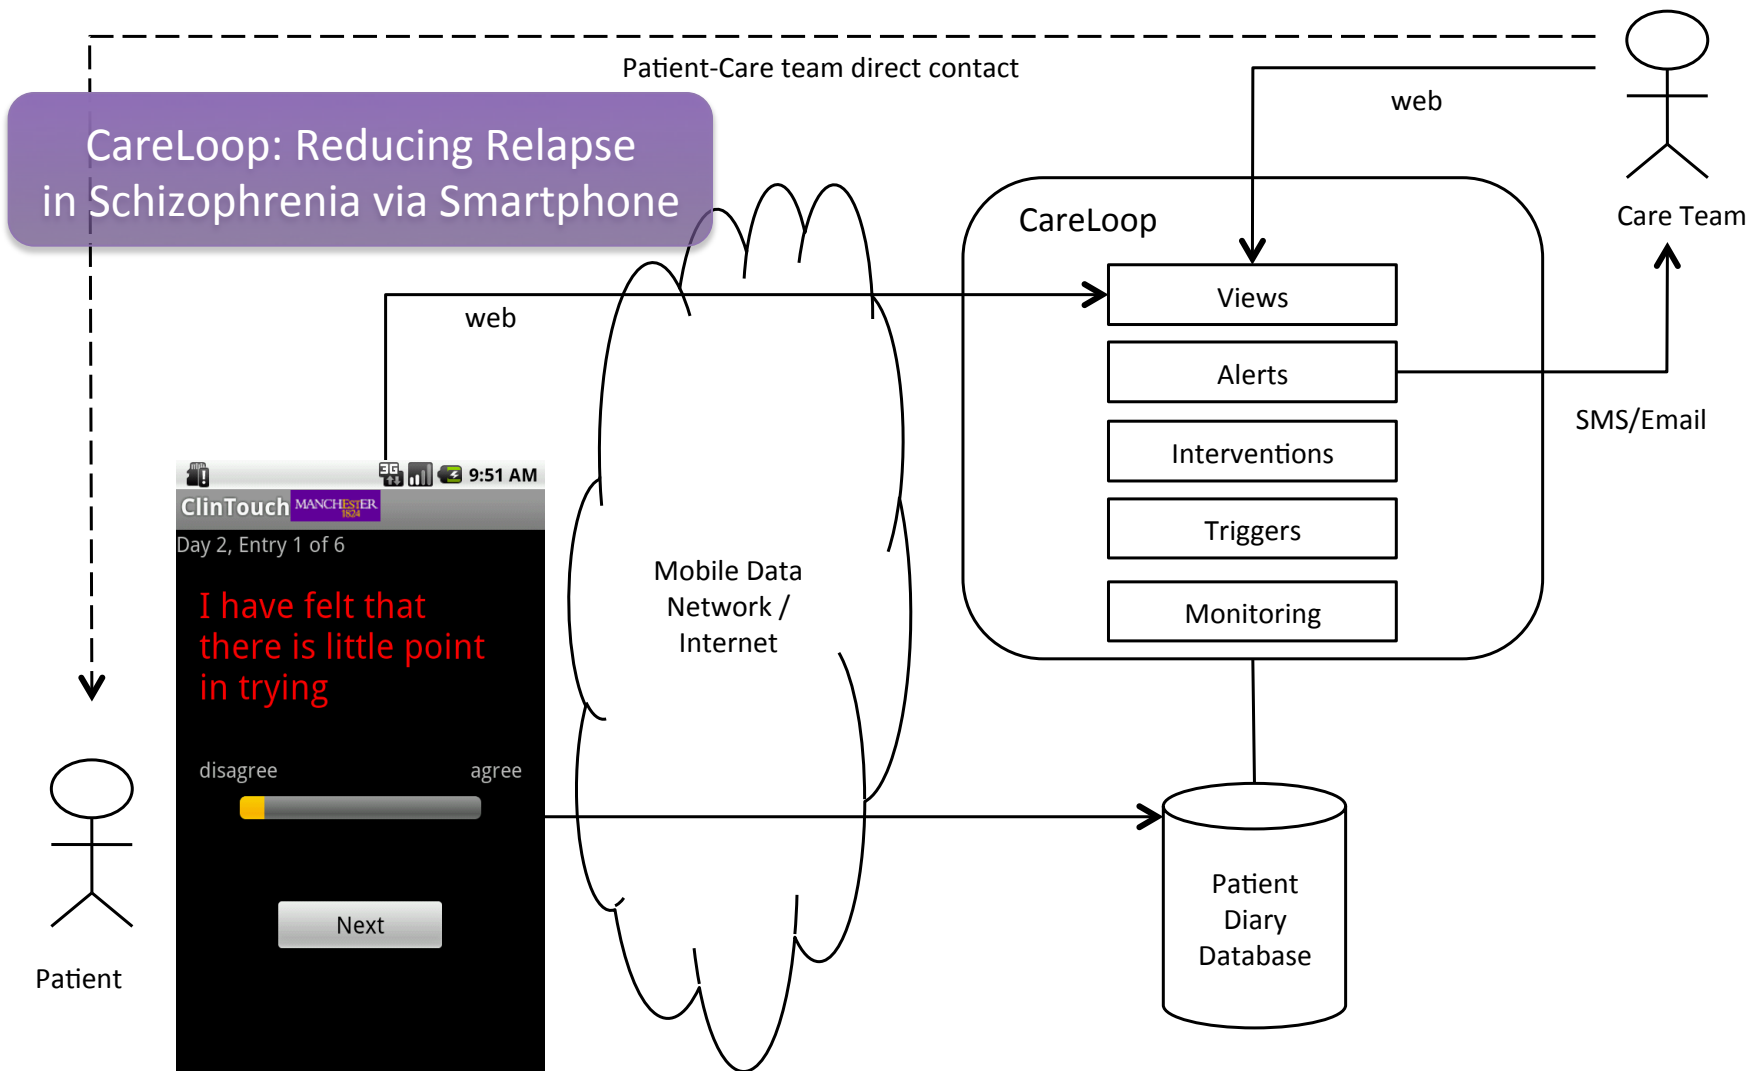 Patient-Care team direct contact
web
CareLoop: Reducing Relapse
in Schizophrenia via Smartphone
Care Team
CareLoop
Views
web
Alerts
SMS/Email
Interventions
Triggers
Monitoring
3G
9:51 AM
ClinTouch
MANCHESTER
1824
Day 2, Entry 1 of 6
I have felt that
there is little point
in trying
disagree
agree
Next
Mobile Data
Network /
Internet
Patient
Diary
Database
Patient